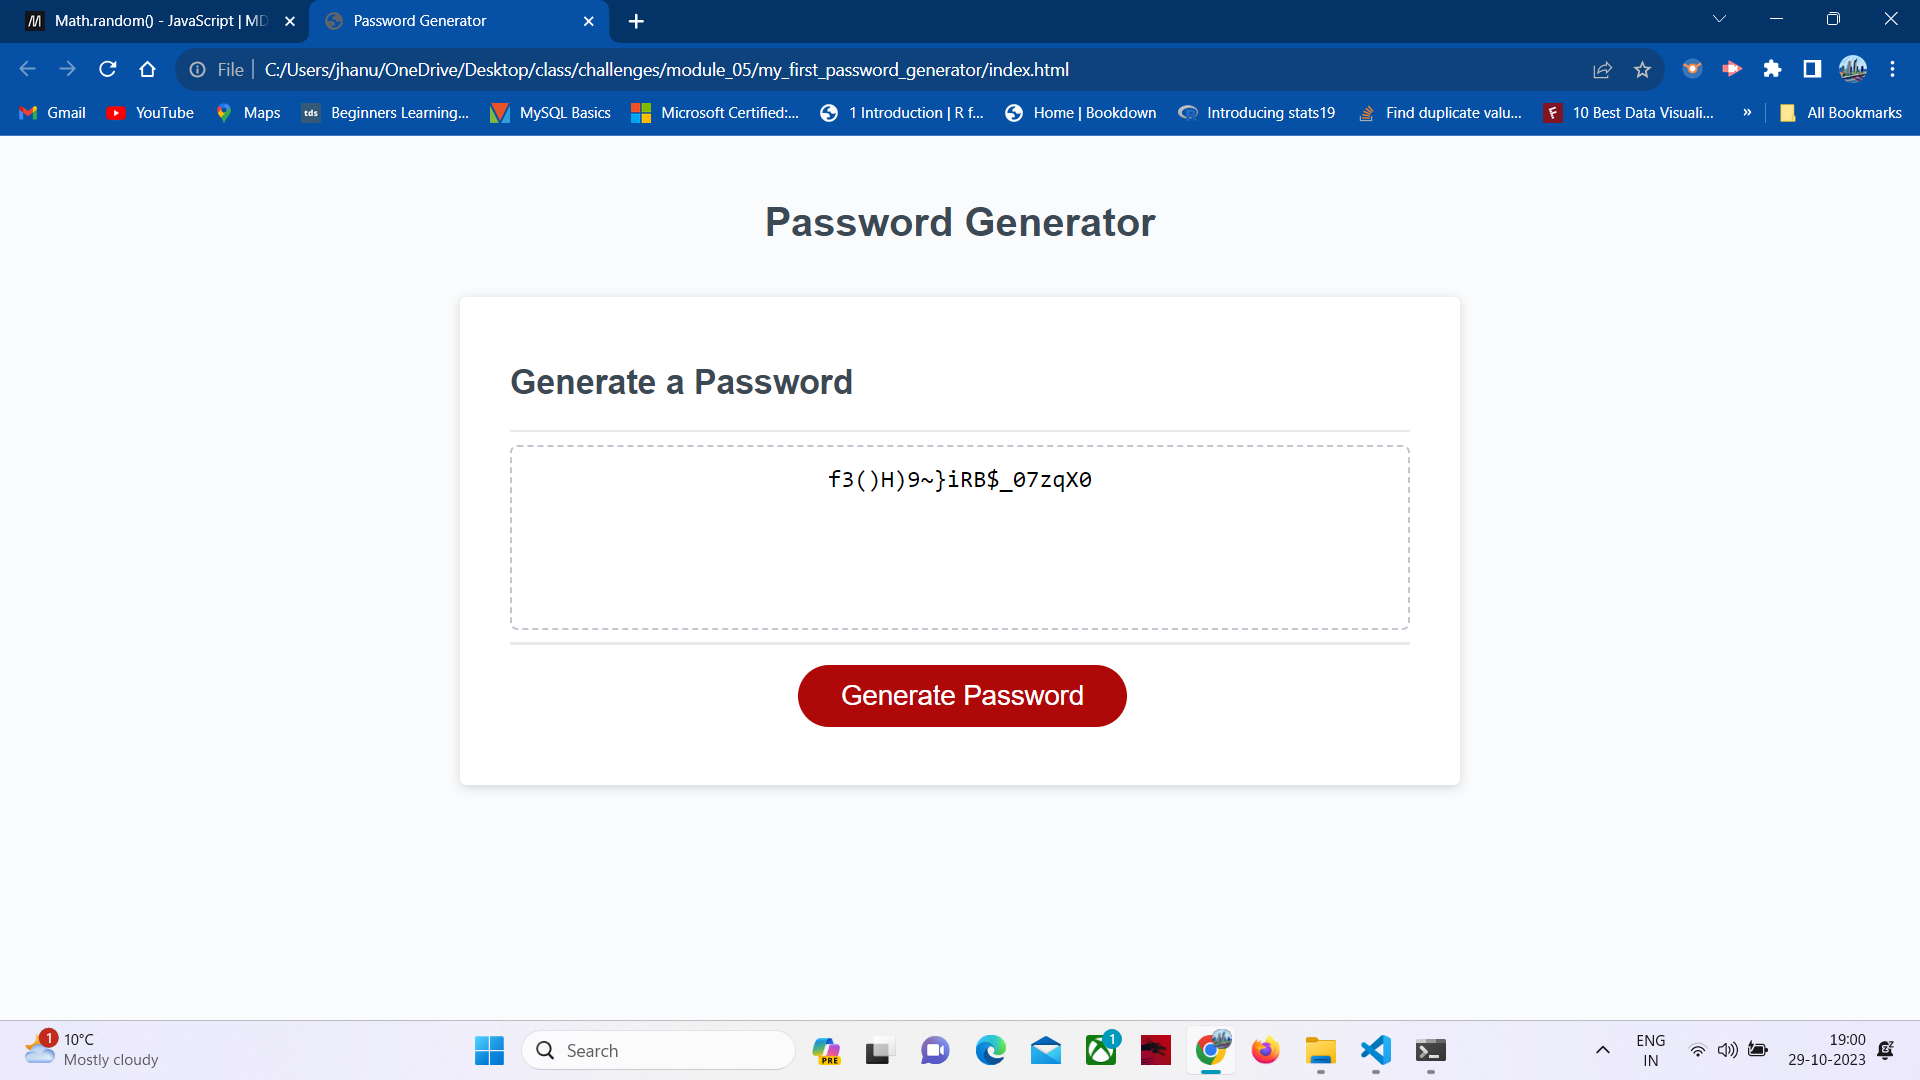 Math.random() - JavaScript | MD
Password Generator
File
C:/Users/jhanu/OneDrive/Desktop/class/challenges/module_05/my_first_password_generator/index.html
Gmail
YouTube
Maps
tds
Beginners Learning...
MySQL Basics
Microsoft Certified:...
1 Introduction | R f...
Home | Bookdown
Introducing stats19
Find duplicate valu...
F
10 Best Data Visuali...
»
All Bookmarks
Password Generator
Generate a Password
f3()H)9~}iRB$_07zqX0
Generate Password
1
10°C
Mostly cloudy
Search
PRE
1
ENG
IN
19:00
29-10-2023